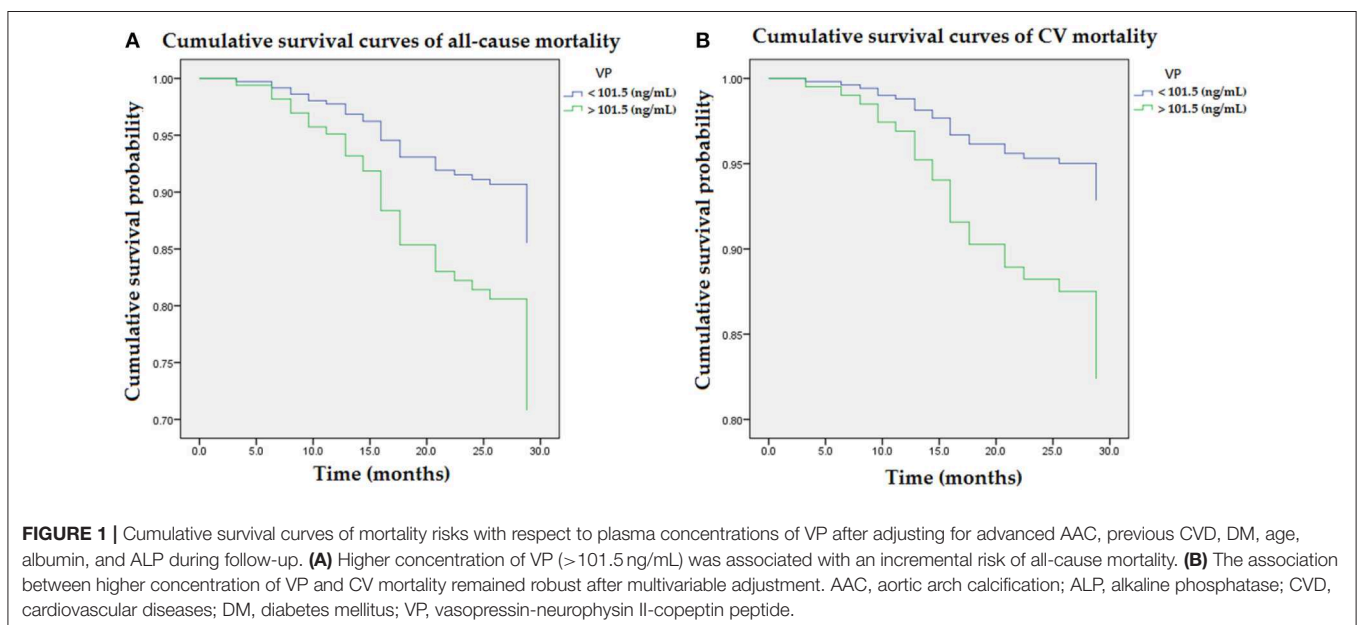 A Cumulative survival curves of all-cause mortality
VP
< 101.5 (ng/mL)
> 101.5 (ng/mL)
Cumulative survival probability
1.00
0.95
0.90
0.85
0.80
0.75
0.70
0.0 5.0 10.0 15.0 20.0 25.0 30.0
Time (months)
B Cumulative survival curves of CV mortality
VP
< 101.5 (ng/mL)
> 101.5 (ng/mL)
Cumulative survival probability
1.00
0.95
0.90
0.85
0.80
0.0 5.0 10.0 15.0 20.0 25.0 30.0
Time (months)
FIGURE 1 | Cumulative survival curves of mortality risks with respect to plasma concentrations of VP after adjusting for advanced AAC, previous CVD, DM, age,
albumin, and ALP during follow-up. (A) Higher concentration of VP (>101.5 ng/mL) was associated with an incremental risk of all-cause mortality. (B) The association
between higher concentration of VP and CV mortality remained robust after multivariable adjustment. AAC, aortic arch calcification; ALP, alkaline phosphatase; CVD,
cardiovascular diseases; DM, diabetes mellitus; VP, vasopressin-neurophysin II-copeptin peptide.